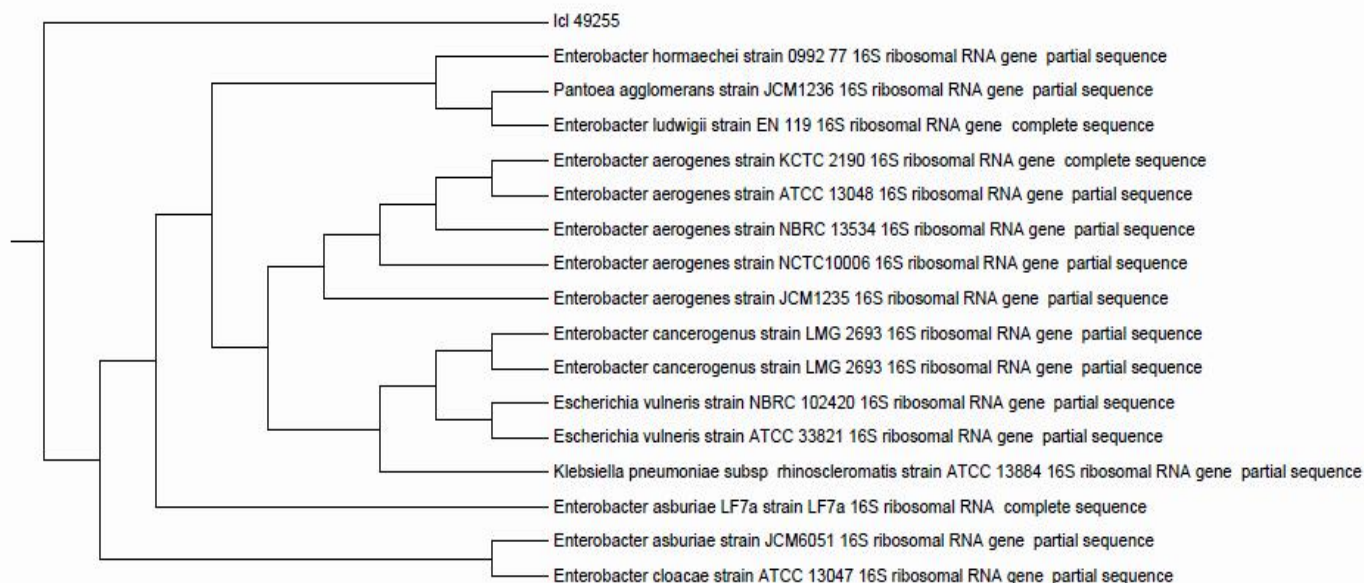 lcl 49255
Enterobacter hormaechei strain 0992 77 16S ribosomal RNA gene partial sequence
Pantoea agglomerans strain JCM1236 16S ribosomal RNA gene partial sequence
Enterobacter ludwigii strain EN 119 16S ribosomal RNA gene complete sequence
Enterobacter aerogenes strain KCTC 2190 16S ribosomal RNA gene complete sequence
Enterobacter aerogenes strain ATCC 13048 16S ribosomal RNA gene partial sequence
Enterobacter aerogenes strain NBRC 13534 16S ribosomal RNA gene partial sequence
Enterobacter aerogenes strain NCTC10006 16S ribosomal RNA gene partial sequence
Enterobacter aerogenes strain JCM1235 16S ribosomal RNA gene partial sequence
Enterobacter cancerogenus strain LMG 2693 16S ribosomal RNA gene partial sequence
Enterobacter cancerogenus strain LMG 2693 16S ribosomal RNA gene partial sequence
Escherichia vulneris strain NBRC 102420 16S ribosomal RNA gene partial sequence
Escherichia vulneris strain ATCC 33821 16S ribosomal RNA gene partial sequence
Klebsiella pneumoniae subsp rhinoscleromatis strain ATCC 13884 16S ribosomal RNA gene partial sequence
Enterobacter asburiae LF7a strain LF7a 16S ribosomal RNA complete sequence
Enterobacter asburiae strain JCM6051 16S ribosomal RNA gene partial sequence
Enterobacter cloacae strain ATCC 13047 16S ribosomal RNA gene partial sequence